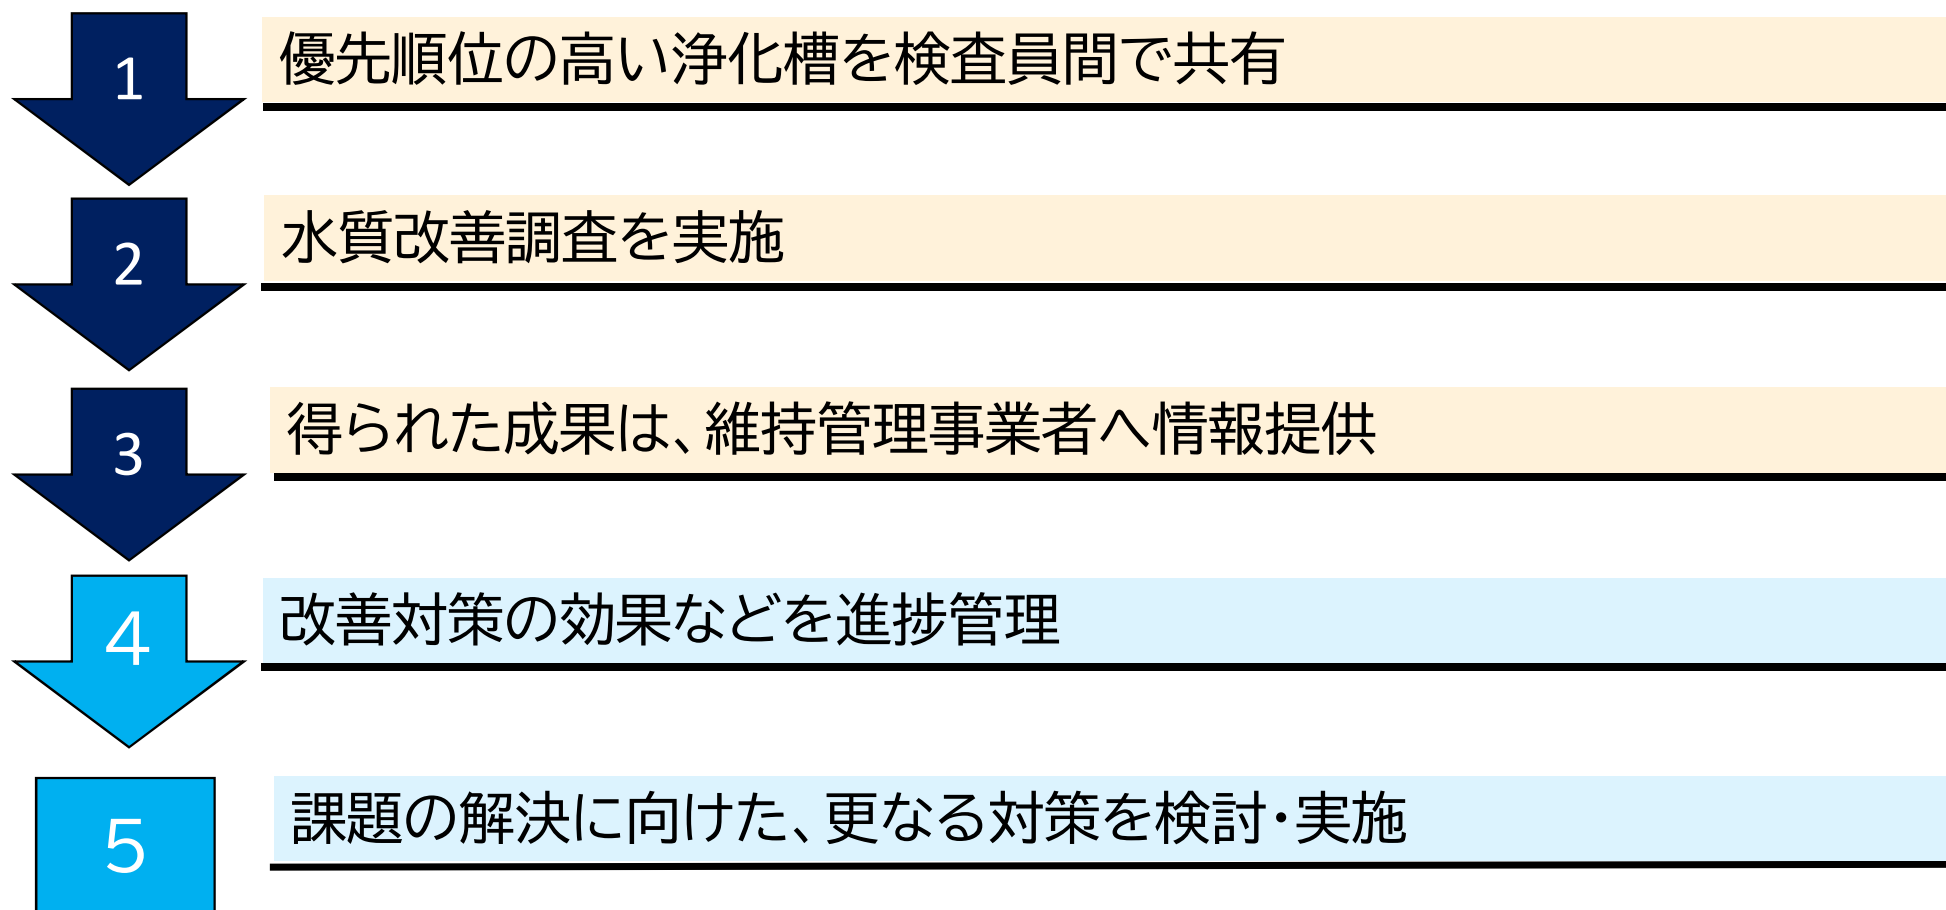 1
優先順位の高い浄化槽を検査員間で共有
2
水質改善調査を実施
3
得られた成果は、維持管理事業者へ情報提供
４
改善対策の効果などを進捗管理
５
課題の解決に向けた、更なる対策を検討・実施